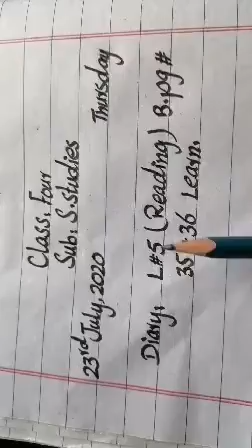 Class: Four
Sub: S.studies
23rd July, 2020 Thursday
Diary: L#5 (Reading) B.pg#
35, 36 Learn.